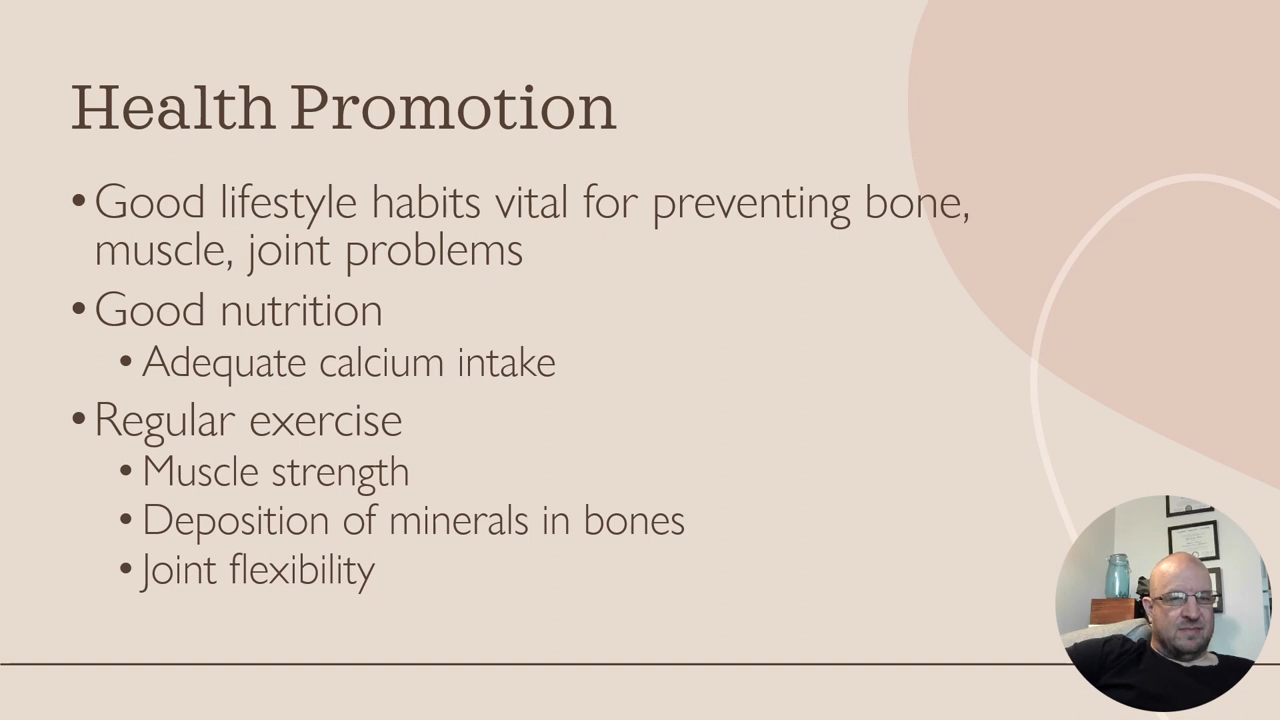 Health Promotion
• Good lifestyle habits vital for preventing bone,
muscle, joint problems
• Good nutrition
• Adequate calcium intake
• Regular exercise
• Muscle strength
• Deposition of minerals in bones
• Joint flexibility